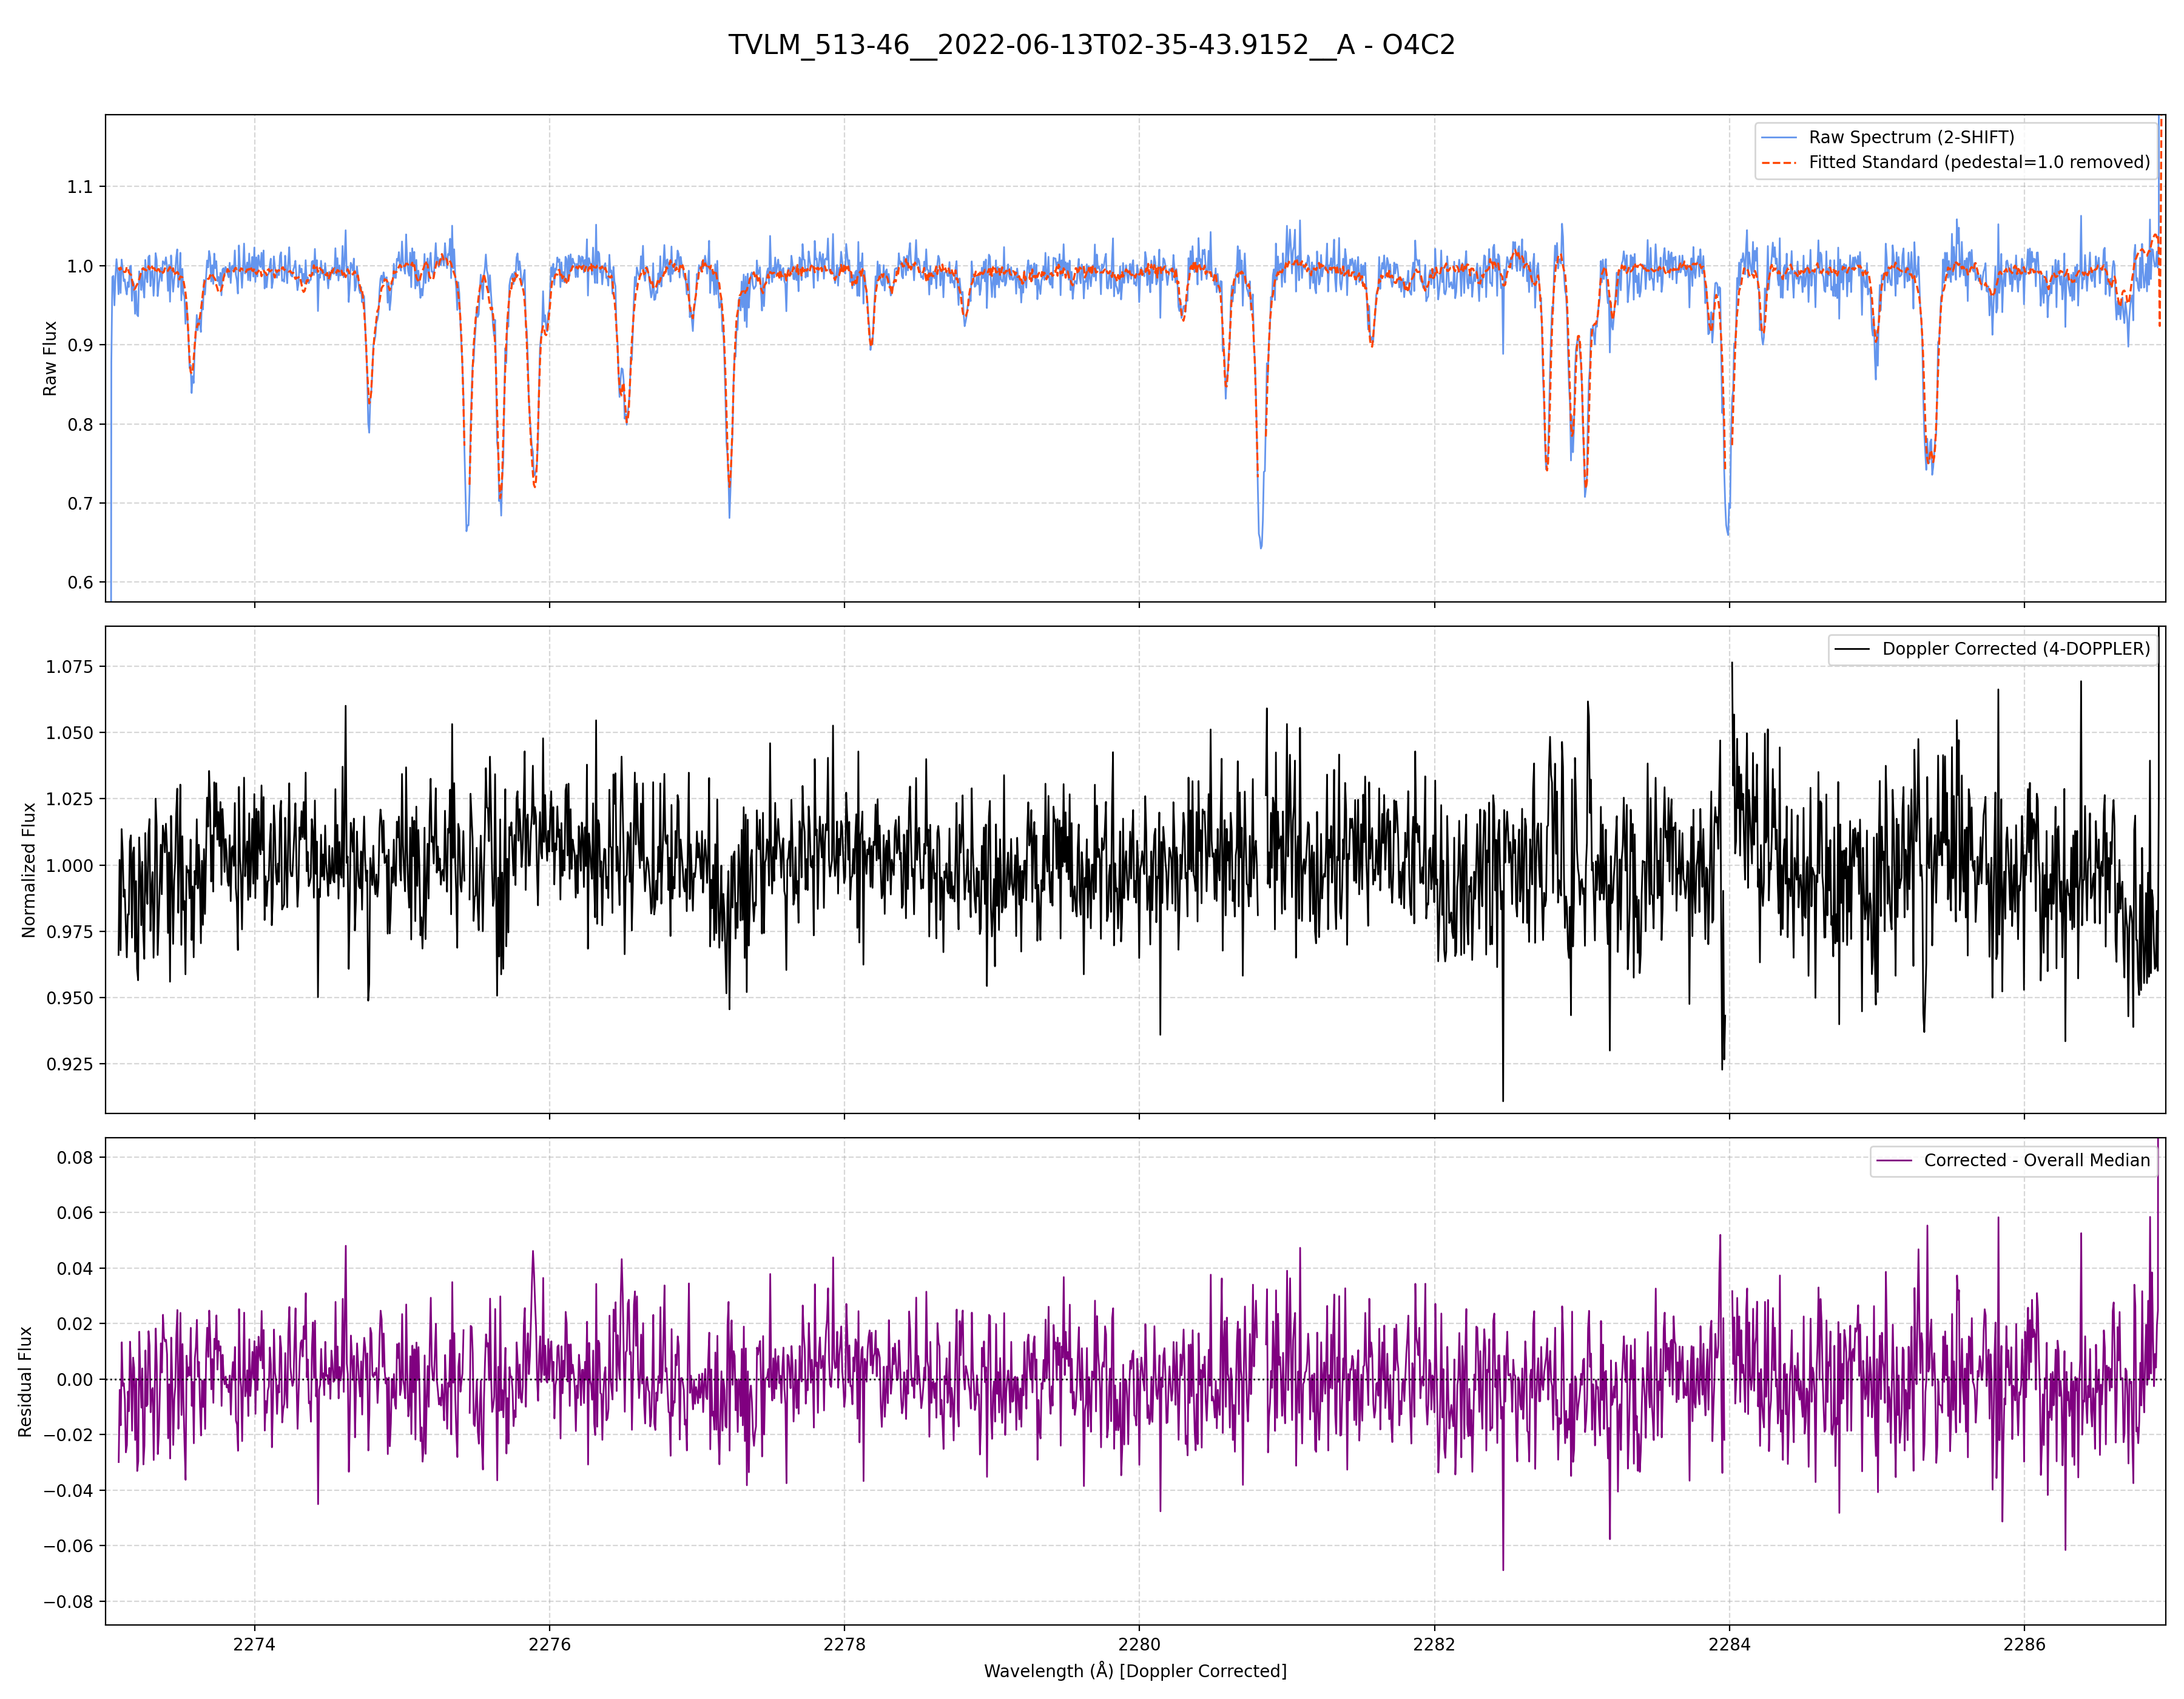 TVLM_513-46__2022-06-13T02-35-43.9152__A - O4C2
Raw Spectrum (2-SHIFT)
Fitted Standard (pedestal=1.0 removed)
Raw Flux
1.1
1.0
0.9
0.8
0.7
0.6
Doppler Corrected (4-DOPPLER)
Normalized Flux
1.075
1.050
1.025
1.000
0.975
0.950
0.925
Corrected - Overall Median
Residual Flux
0.08
0.06
0.04
0.02
0.00
−0.02
−0.04
−0.06
−0.08
2274 2276 2278 2280 2282 2284 2286
Wavelength (Å) [Doppler Corrected]